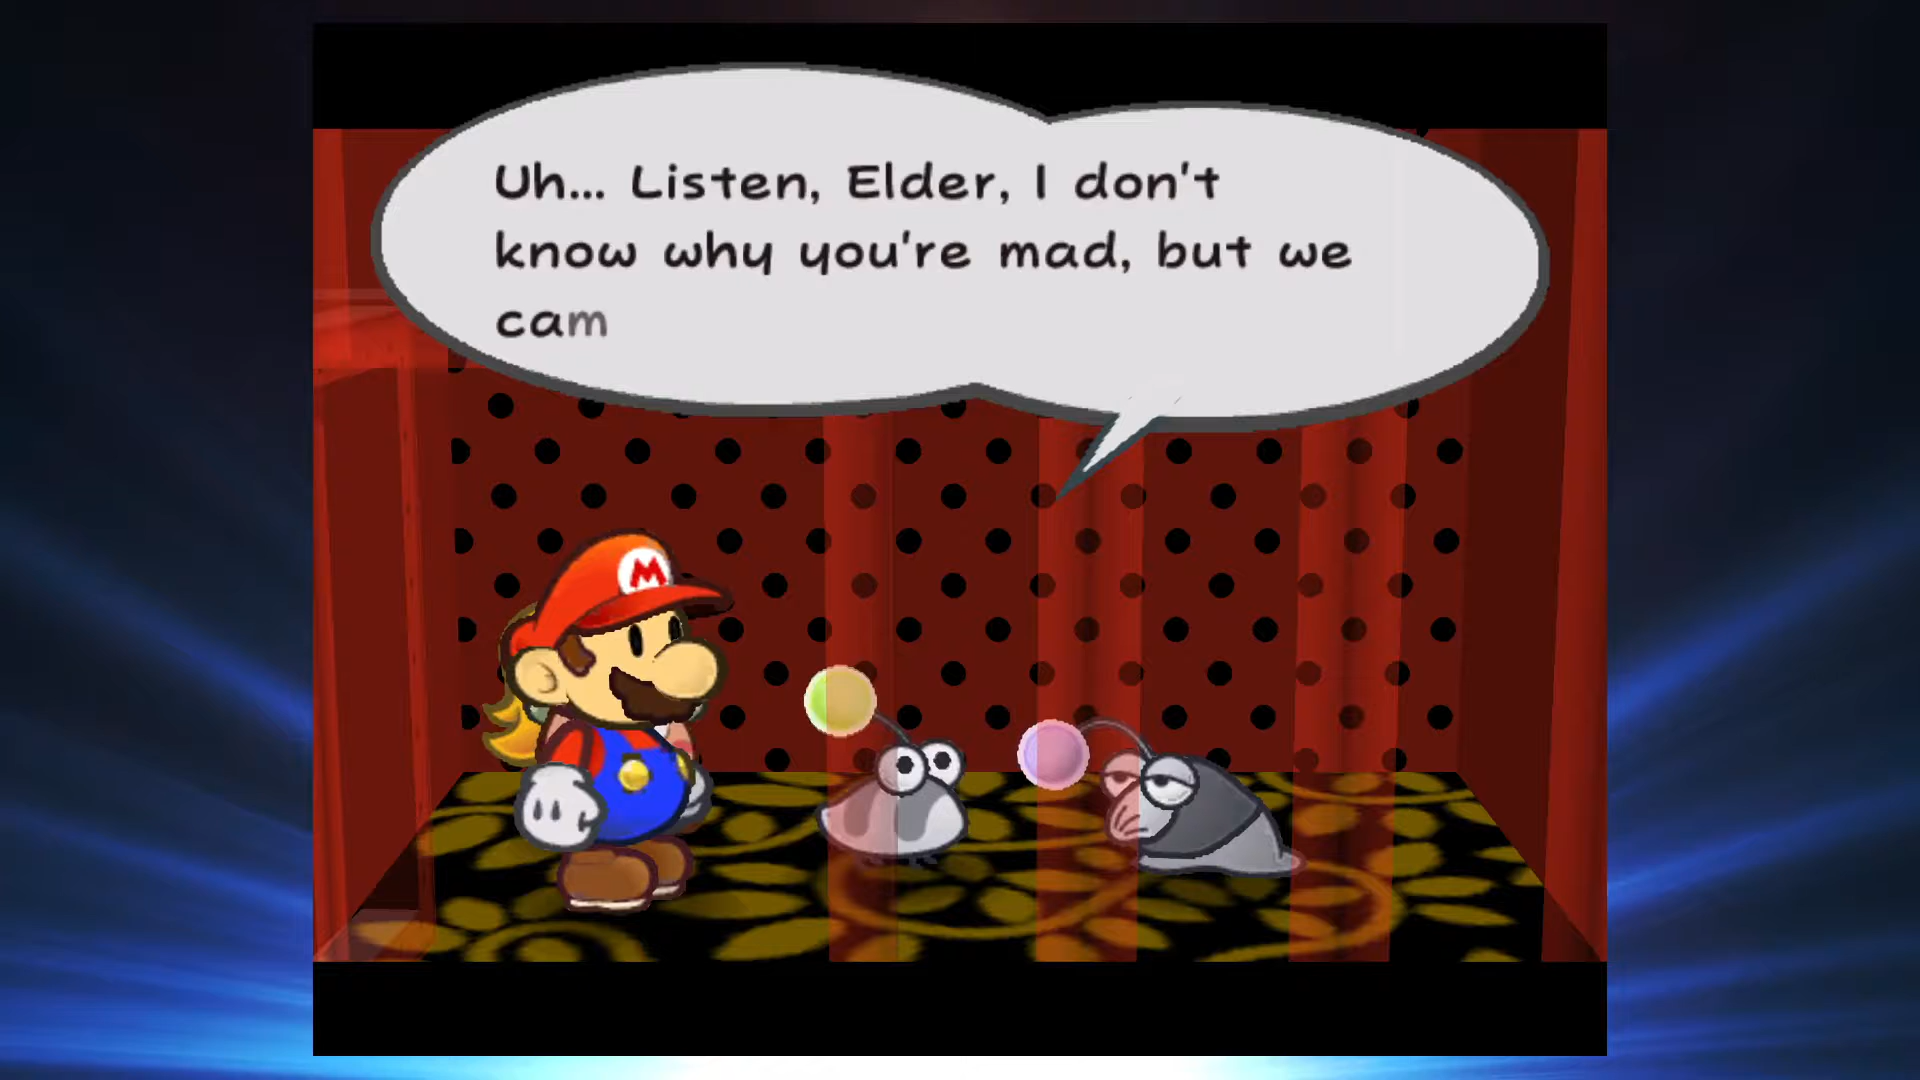 Uh... Listen, Elder, I don't
know why you're mad, but we
cam
M